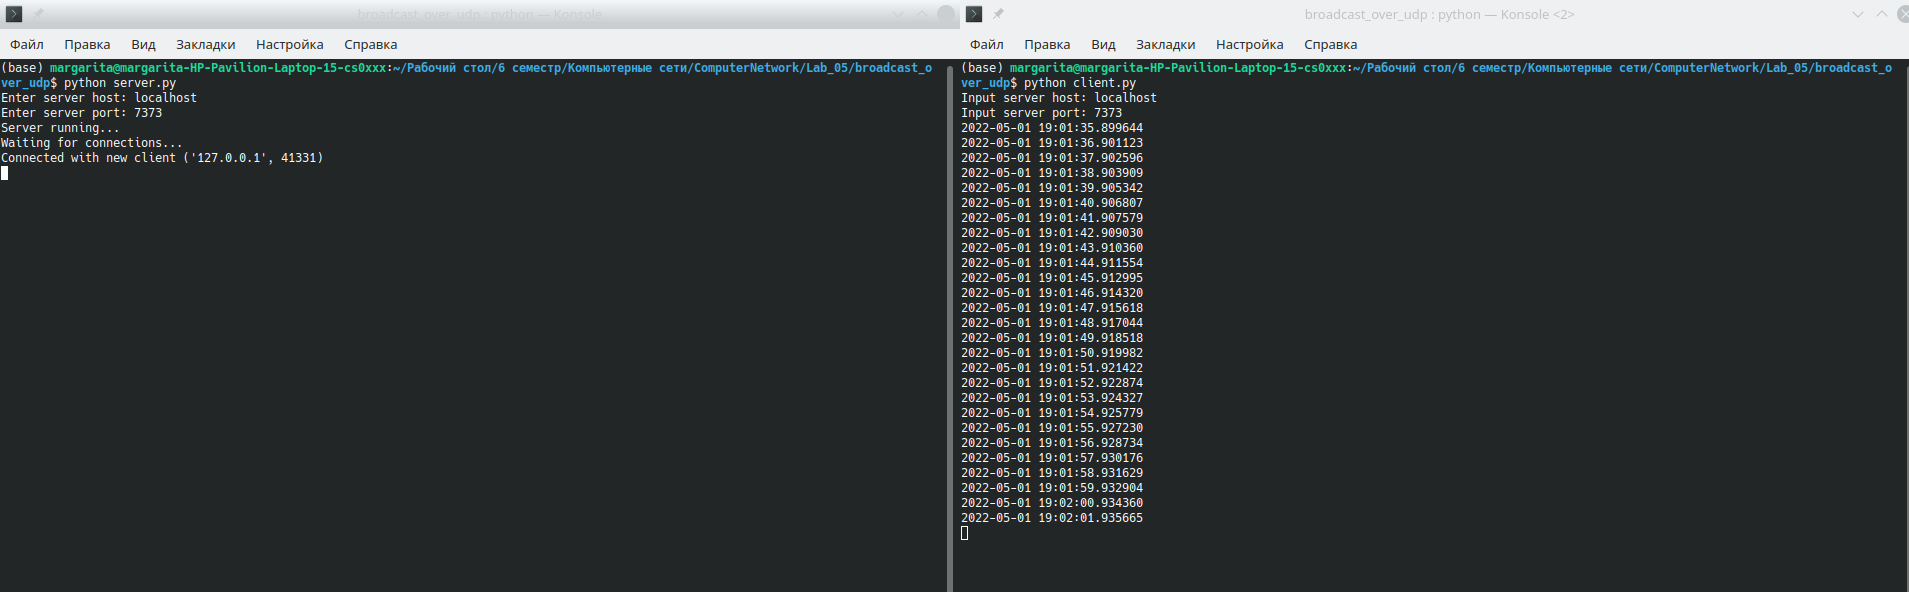 broadcast_over_udp : python — Konsole
Файл Правка Вид Закладки Настройка Справка
(base) margarita@margarita-HP-Pavilion-Laptop-15-cs0xxx:~/Рабочий стол/6 семестр/Компьютерные сети/ComputerNetwork/Lab_05/broadcast_o
ver_udp$ python server.py
Enter server host: localhost
Enter server port: 7373
Server running...
Waiting for connections...
Connected with new client ('127.0.0.1', 41331)
broadcast_over_udp : python — Konsole <2>
Файл Правка Вид Закладки Настройка Справка
(base) margarita@margarita-HP-Pavilion-Laptop-15-cs0xxx:~/Рабочий стол/6 семестр/Компьютерные сети/ComputerNetwork/Lab_05/broadcast_o
ver_udp$ python client.py
Input server host: localhost
Input server port: 7373
2022-05-01 19:01:35.899644
2022-05-01 19:01:36.901123
2022-05-01 19:01:37.902596
2022-05-01 19:01:38.903909
2022-05-01 19:01:39.905342
2022-05-01 19:01:40.906807
2022-05-01 19:01:41.907579
2022-05-01 19:01:42.909030
2022-05-01 19:01:43.910360
2022-05-01 19:01:44.911554
2022-05-01 19:01:45.912995
2022-05-01 19:01:46.914320
2022-05-01 19:01:47.915618
2022-05-01 19:01:48.917044
2022-05-01 19:01:49.918518
2022-05-01 19:01:50.919982
2022-05-01 19:01:51.921422
2022-05-01 19:01:52.922874
2022-05-01 19:01:53.924327
2022-05-01 19:01:54.925779
2022-05-01 19:01:55.927230
2022-05-01 19:01:56.928734
2022-05-01 19:01:57.930176
2022-05-01 19:01:58.931629
2022-05-01 19:01:59.932904
2022-05-01 19:02:00.934360
2022-05-01 19:02:01.935665